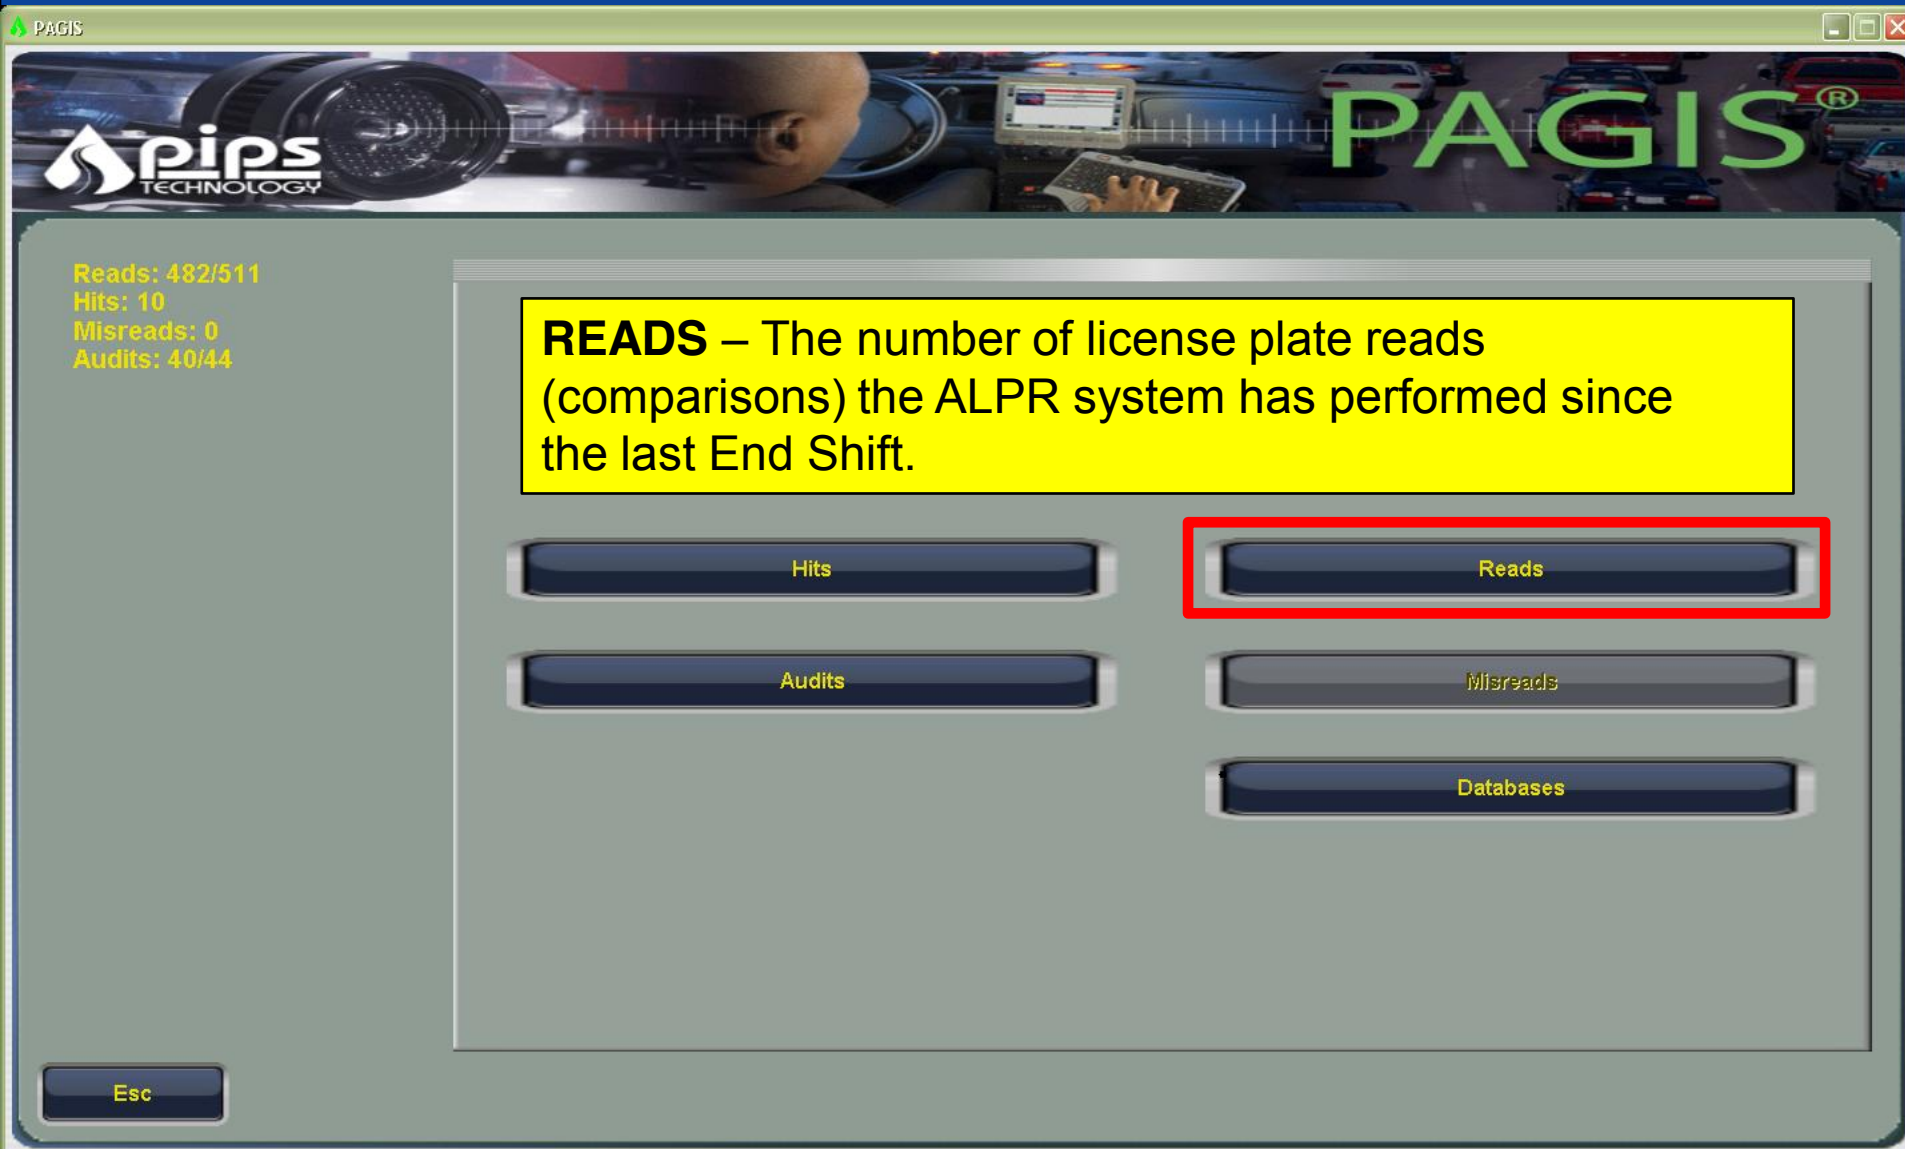 PAGIS
pips
TECHNOLOGY
PAGIS®
Reads: 482/511
Hits: 10
Misreads: 0
Audits: 40/44
READS – The number of license plate reads
(comparisons) the ALPR system has performed since
the last End Shift.
Hits
Reads
Audits
Misreads
Databases
Esc